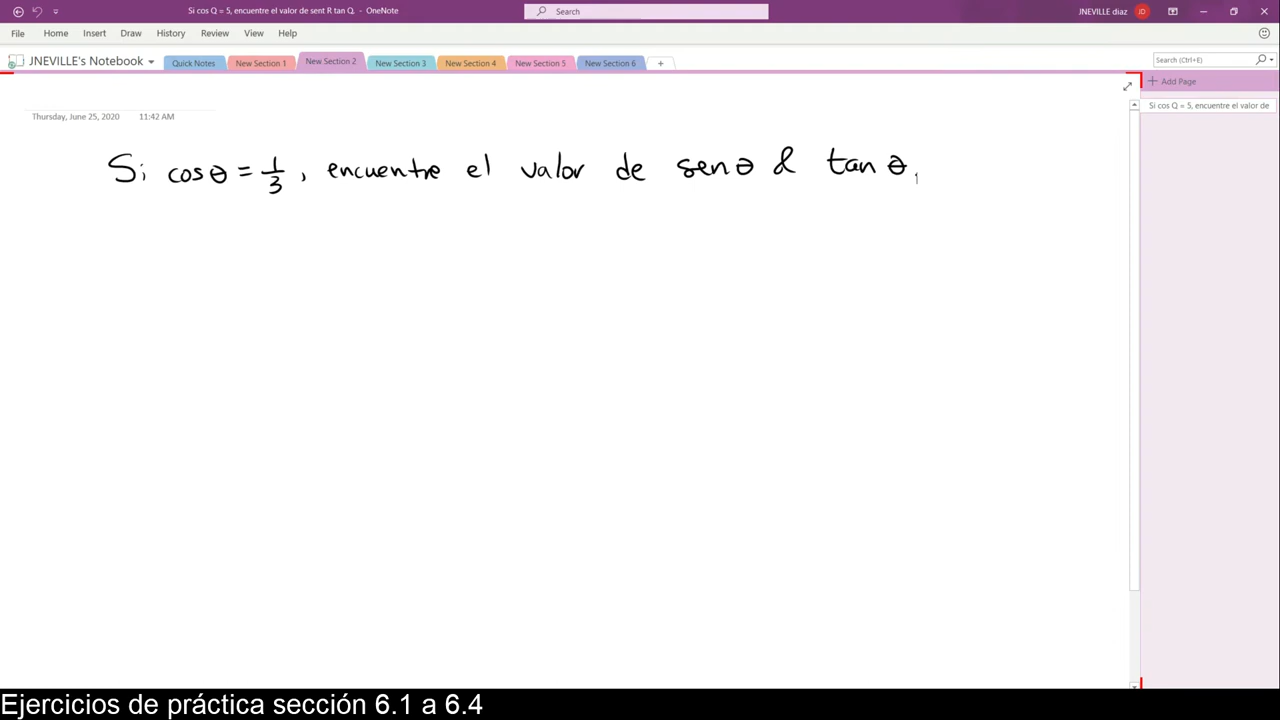 Si cos Q = 5, encuentre el valor de sent R tan Q. - OneNote
Search
JNEVILLE diaz
JD
File Home Insert Draw History Review View Help
JNEVILLE's Notebook
Quick Notes New Section 1 New Section 2 New Section 3 New Section 4 New Section 5 New Section 6 +
Search (Ctrl+E)
Add Page
Si cos Q = 5, encuentre el valor de
Thursday, June 25, 2020 11:42 AM
Si cosθ = 1/3, encuentre el valor de senθ & tanθ.
Ejercicios de práctica sección 6.1 a 6.4